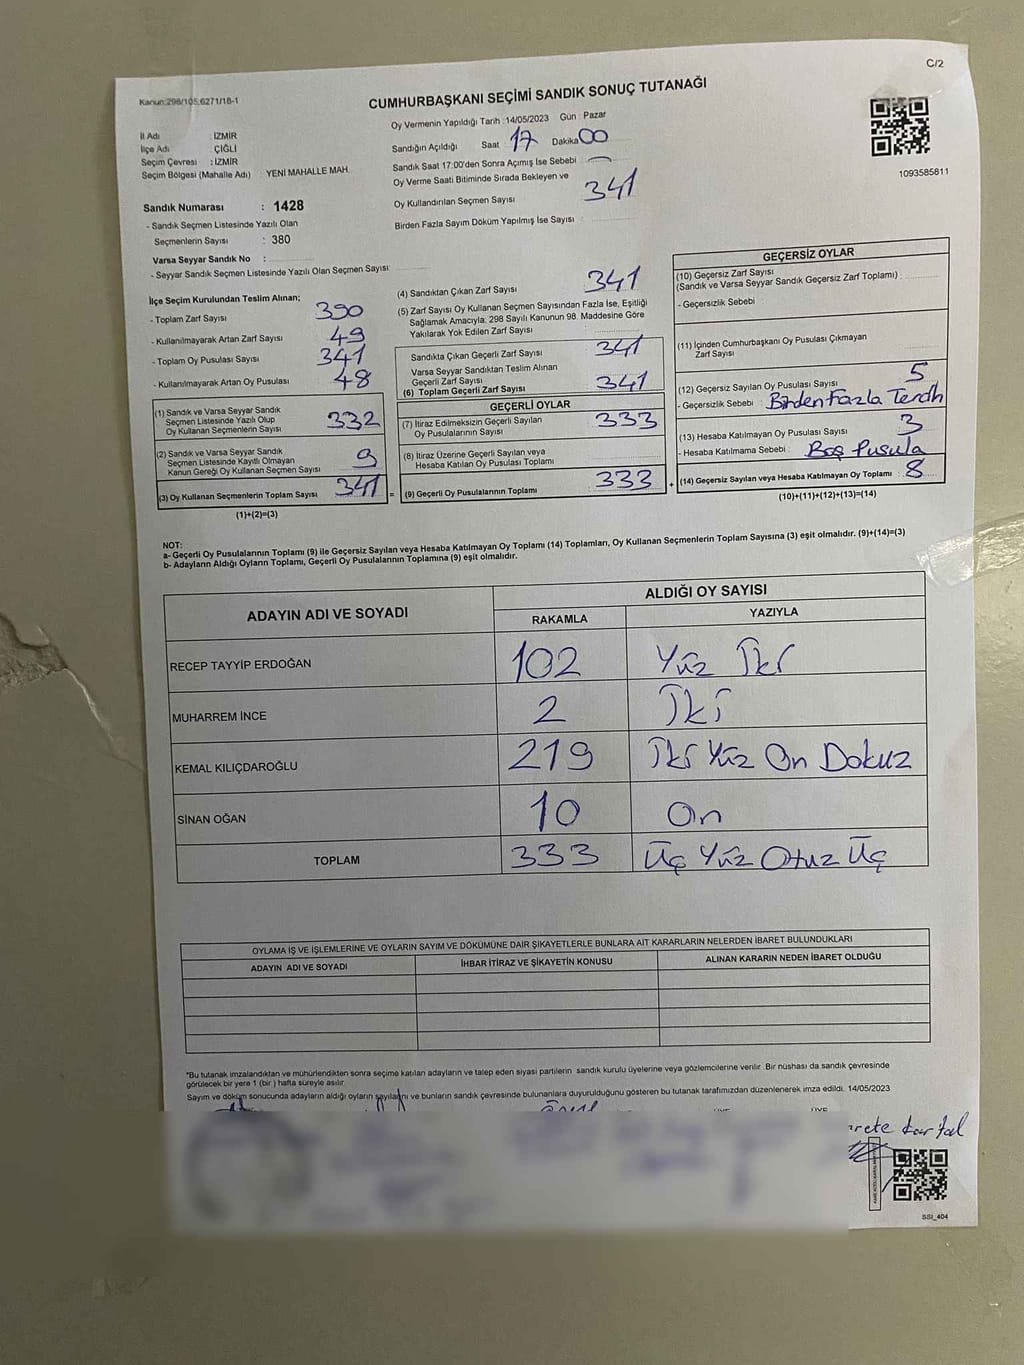 C/2
Kanun:298/105,6271/18-1
CUMHURBAŞKANI SEÇİMİ SANDIK SONUÇ TUTANAĞI
İl Adı : İZMİR
İlçe Adı : ÇİĞLİ
Seçim Çevresi : İZMİR
Seçim Bölgesi (Mahalle Adı) YENİ MAHALLE MAH.
Sandık Numarası : 1428
- Sandık Seçmen Listesinde Yazılı Olan
Seçmenlerin Sayısı : 380
Varsa Seyyar Sandık No :
- Seyyar Sandık Seçmen Listesinde Yazılı Olan Seçmen Sayısı
Oy Vermenin Yapıldığı Tarih : 14/05/2023 Gün : Pazar
Sandığın Açıldığı Saat 17 Dakika 00
Sandık Saat 17:00'den Sonra Açımış İse Sebebi
Oy Verme Saati Bitiminde Sırada Bekleyen ve
Oy Kullandırılan Seçmen Sayısı 341
Birden Fazla Sayım Döküm Yapılmış İse Sayısı :
1093585811
İlçe Seçim Kurulundan Teslim Alınan;
- Toplam Zarf Sayısı 390
- Kullanılmayarak Artan Zarf Sayısı 49
- Toplam Oy Pusulası Sayısı 341
- Kullanılmayarak Artan Oy Pusulası 48
(1) Sandık ve Varsa Seyyar Sandık
Seçmen Listesinde Yazılı Olup
Oy Kullanan Seçmenlerin Sayısı 332
(2) Sandık ve Varsa Seyyar Sandık
Seçmen Listesinde Kayıtlı Olmayan
Kanun Gereği Oy Kullanan Seçmen Sayısı 9
(3) Oy Kullanan Seçmenlerin Toplam Sayısı 341 =
(1)+(2)=(3)
(4) Sandıktan Çıkan Zarf Sayısı 341
(5) Zarf Sayısı Oy Kullanan Seçmen Sayısından Fazla İse, Eşitliği
Sağlamak Amacıyla; 298 Sayılı Kanunun 98. Maddesine Göre
Yakılarak Yok Edilen Zarf Sayısı
Sandıkta Çıkan Geçerli Zarf Sayısı 341
Varsa Seyyar Sandıktan Teslim Alınan
Geçerli Zarf Sayısı
(6) Toplam Geçerli Zarf Sayısı 341
GEÇERLİ OYLAR
(7) İtiraz Edilmeksizin Geçerli Sayılan
Oy Pusulalarının Sayısı 333
(8) İtiraz Üzerine Geçerli Sayılan veya
Hesaba Katılan Oy Pusulası Toplamı
(9) Geçerli Oy Pusulalarının Toplamı 333 +
GEÇERSİZ OYLAR
(10) Geçersiz Zarf Sayısı
(Sandık ve Varsa Seyyar Sandık Geçersiz Zarf Toplamı) :
- Geçersizlik Sebebi
(11) İçinden Cumhurbaşkanı Oy Pusulası Çıkmayan
Zarf Sayısı
(12) Geçersiz Sayılan Oy Pusulası Sayısı 5
- Geçersizlik Sebebi : Birden Fazla Tercih
(13) Hesaba Katılmayan Oy Pusulası Sayısı 3
- Hesaba Katılmama Sebebi : Boş Pusula
(14) Geçersiz Sayılan veya Hesaba Katılmayan Oy Toplamı : 8
(10)+(11)+(12)+(13)=(14)
NOT:
a- Geçerli Oy Pusulalarının Toplamı (9) ile Geçersiz Sayılan veya Hesaba Katılmayan Oy Toplamı (14) Toplamları, Oy Kullanan Seçmenlerin Toplam Sayısına (3) eşit olmalıdır. (9)+(14)=(3)
b- Adayların Aldığı Oyların Toplamı, Geçerli Oy Pusulalarının Toplamına (9) eşit olmalıdır.
ADAYIN ADI VE SOYADI ALDIĞI OY SAYISI
RAKAMLA YAZIYLA
RECEP TAYYİP ERDOĞAN 102 Yüz İki
MUHARREM İNCE 2 İki
KEMAL KILIÇDAROĞLU 219 İki Yüz On Dokuz
SİNAN OĞAN 10 On
TOPLAM 333 Üç Yüz Otuz Üç
OYLAMA İŞ VE İŞLEMLERİNE VE OYLARIN SAYIM VE DÖKÜMÜNE DAİR ŞİKAYETLERLE BUNLARA AİT KARARLARIN NELERDEN İBARET BULUNDUKLARI
ADAYIN ADI VE SOYADI İHBAR İTİRAZ VE ŞİKAYETİN KONUSU ALINAN KARARIN NEDEN İBARET OLDUĞU
*Bu tutanak imzalandıktan ve mühürlendikten sonra seçime katılan adayların ve talep eden siyasi partilerin sandık kurulu üyelerine veya gözlemcilerine verilir. Bir nüshası da sandık çevresinde
görülecek bir yere 1 (bir) hafta süreyle asılır.
Sayım ve döküm sonucunda adayların aldığı oyların sayılarını ve bunların sandık çevresinde bulunanlara duyurulduğunu gösteren bu tutanak tarafımızdan düzenlenerek imza edildi. 14/05/2023
kartal
SSI_404